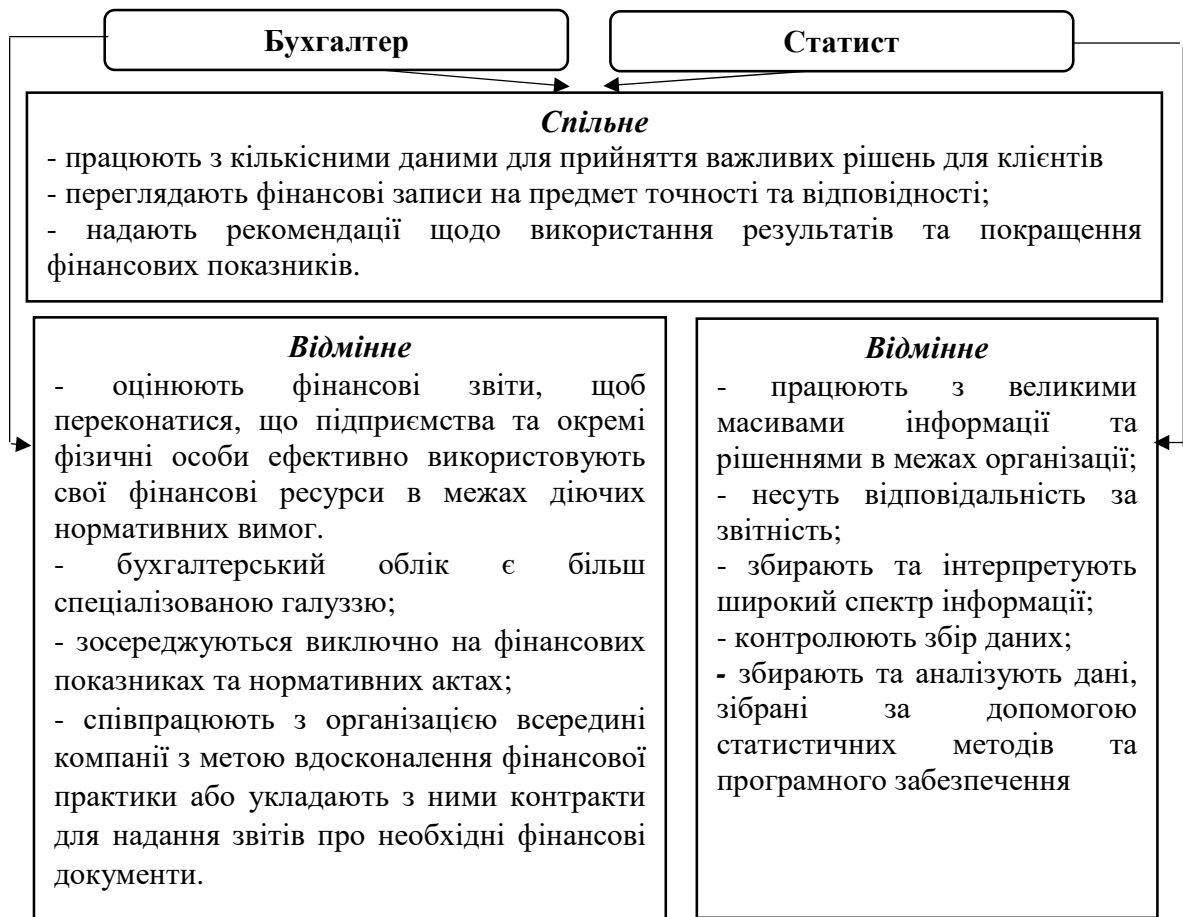 Бухгалтер
Статист
Спільне
- працюють з кількісними даними для прийняття важливих рішень для клієнтів
- переглядають фінансові записи на предмет точності та відповідності;
- надають рекомендації щодо використання результатів та покращення
фінансових показників.
Відмінне
- оцінюють фінансові звіти, щоб
переконатися, що підприємства та окремі
фізичні особи ефективно використовують
свої фінансові ресурси в межах діючих
нормативних вимог.
- бухгалтерський облік є більш
спеціалізованою галуззю;
- зосереджуються виключно на фінансових
показниках та нормативних актах;
- співпрацюють з організацією всередині
компанії з метою вдосконалення фінансової
практики або укладають з ними контракти
для надання звітів про необхідні фінансові
документи.
Відмінне
- працюють з великими
масивами інформації та
рішеннями в межах організації;
- несуть відповідальність за
звітність;
- збирають та інтерпретують
широкий спектр інформації;
- контролюють збір даних;
- збирають та аналізують дані,
зібрані за допомогою
статистичних методів та
програмного забезпечення